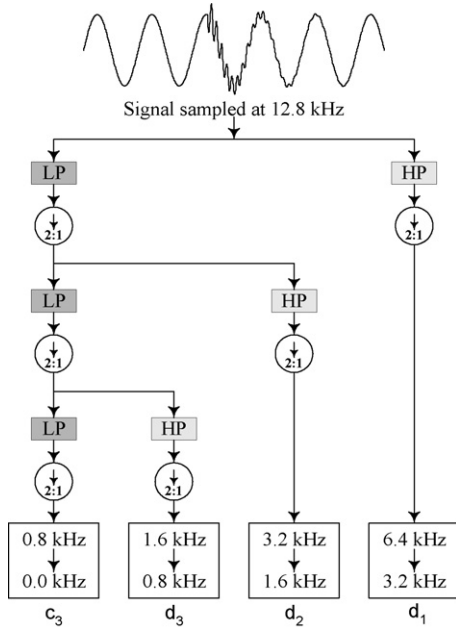 Signal sampled at 12.8 kHz
LP
HP
2:1
2:1
LP
HP
2:1
2:1
LP
HP
2:1
2:1
0.8 kHz
0.0 kHz
1.6 kHz
0.8 kHz
3.2 kHz
1.6 kHz
6.4 kHz
3.2 kHz
c3
d3
d2
d1